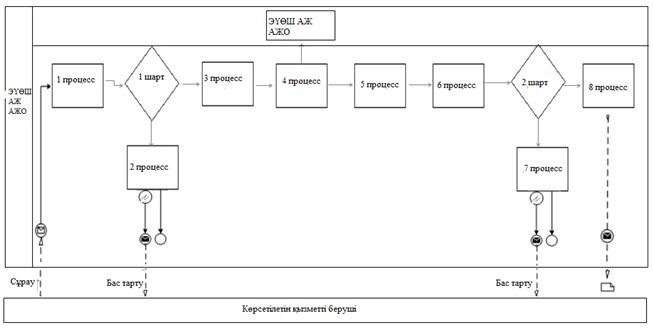 ЭҮӨШ АЖ
АЖО
1 процесс
1 шарт
3 процесс
4 процесс
5 процесс
6 процесс
2 шарт
8 процесс
ЭҮӨШ
АЖ
АЖО
2 процесс
7 процесс
Сұрау
Бас тарту
Бас тарту
Көрсетілетін қызметті беруші